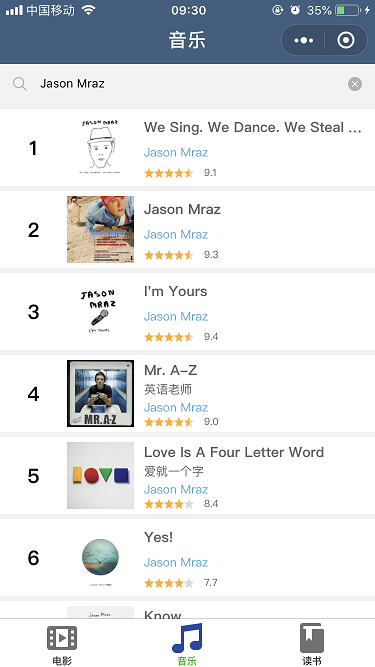 中国移动
09:30
35%
音乐
Jason Mraz
1
JASON MRAZ
We Sing. We Dance. We Steal ...
Jason Mraz
9.1
2
Jason Mraz
Jason Mraz
9.3
3
JASON
MRAZ
I'M YOURS
I'm Yours
Jason Mraz
9.4
4
MR. A-Z
Mr. A-Z
英语老师
Jason Mraz
9.0
5
Love Is A Four Letter Word
爱就一个字
Jason Mraz
8.4
6
Yes!
Jason Mraz
7.7
Jason Mraz
Know
电影
音乐
读书